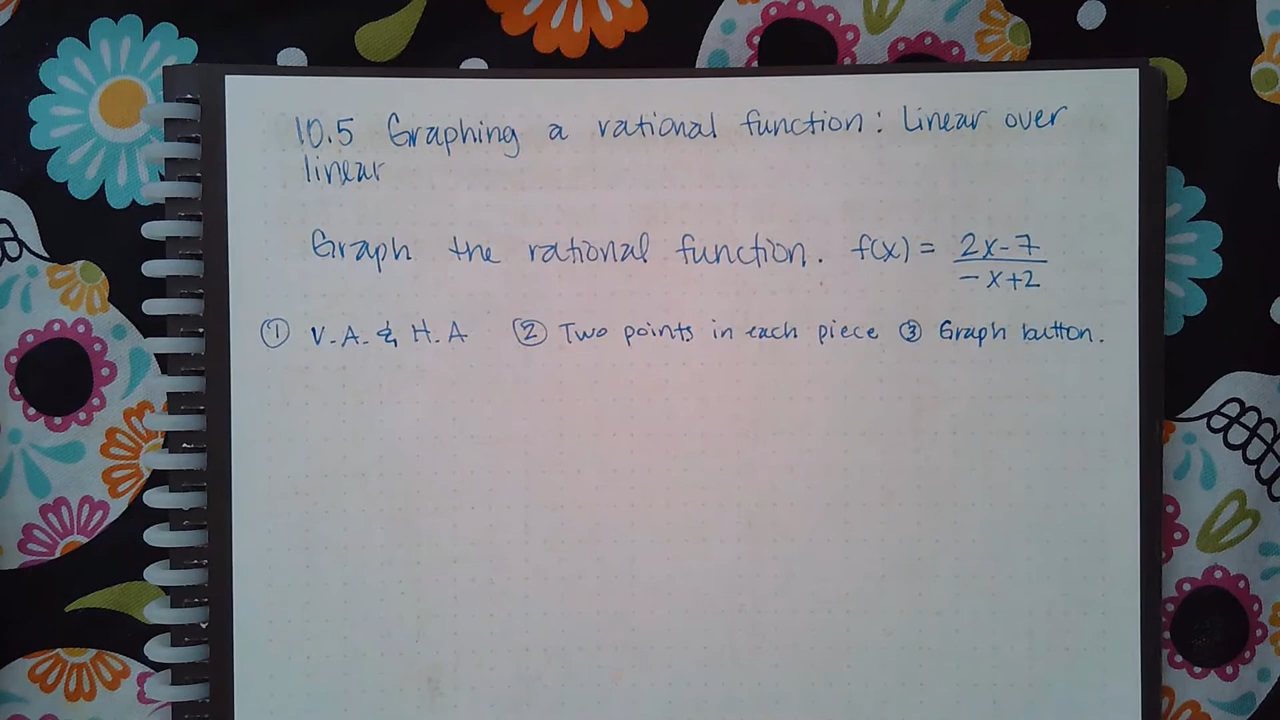 10.5 Graphing a rational function: Linear over
linear
Graph the rational function. f(x) = 2x-7 / -x+2
① V.A. & H.A ② Two points in each piece ③ Graph button.